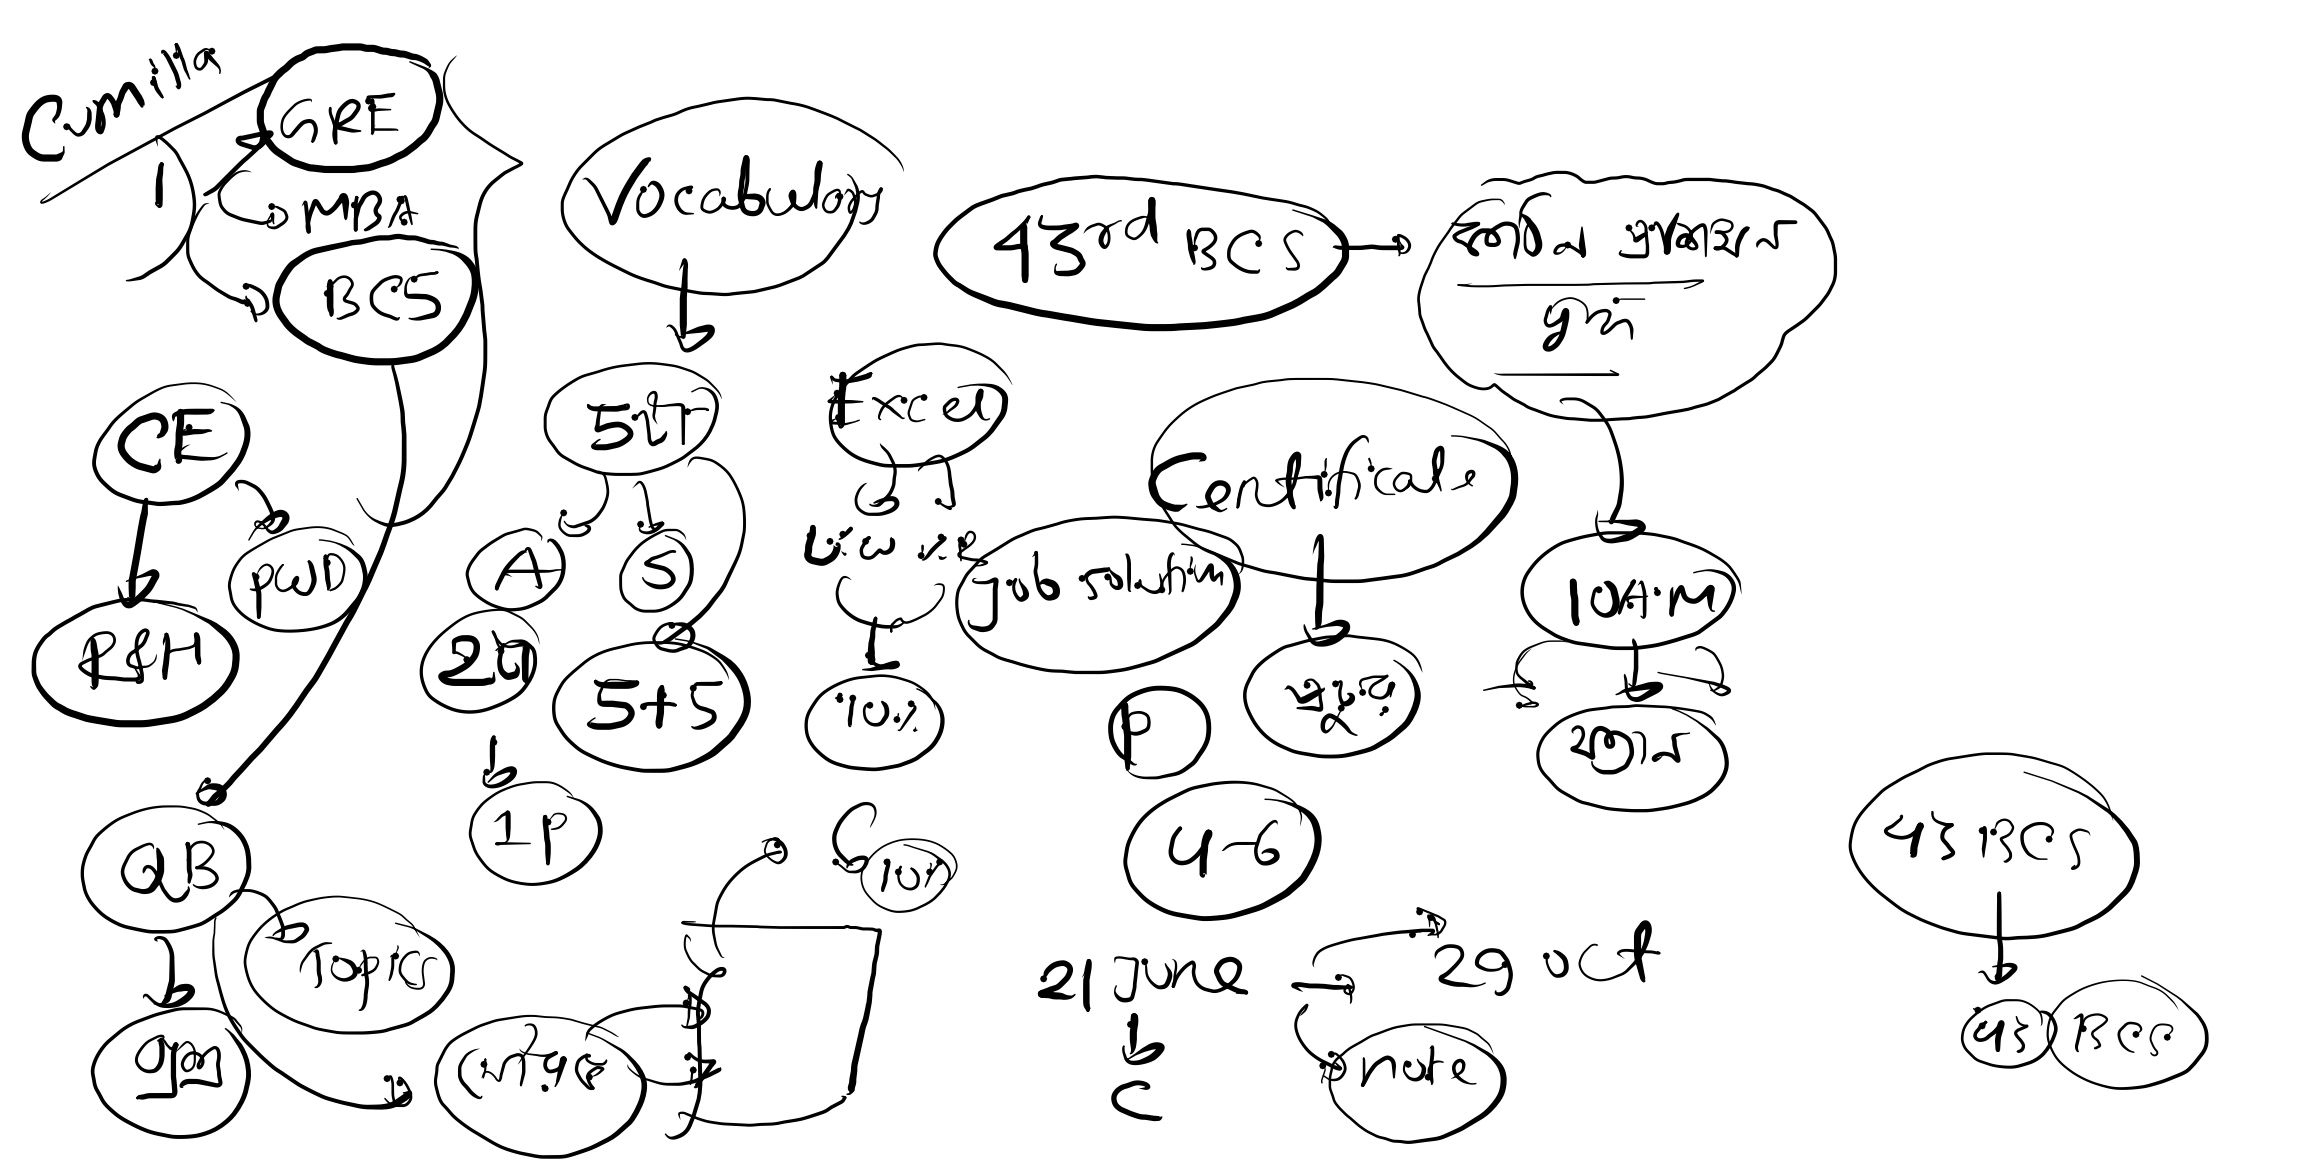 Cumilla
1
GRE
MBA
BCS
Vocabulary
43rd BCS
CE
PWD
R&H
5টা
A
S
2টা
5+5
1P
Excel
10%
10%
Certificate
job solution
P
4-6
10A.M
QB
Topics
প্রশ্ন
21 June
29 oct
C
note
43 BCS
43 BCS